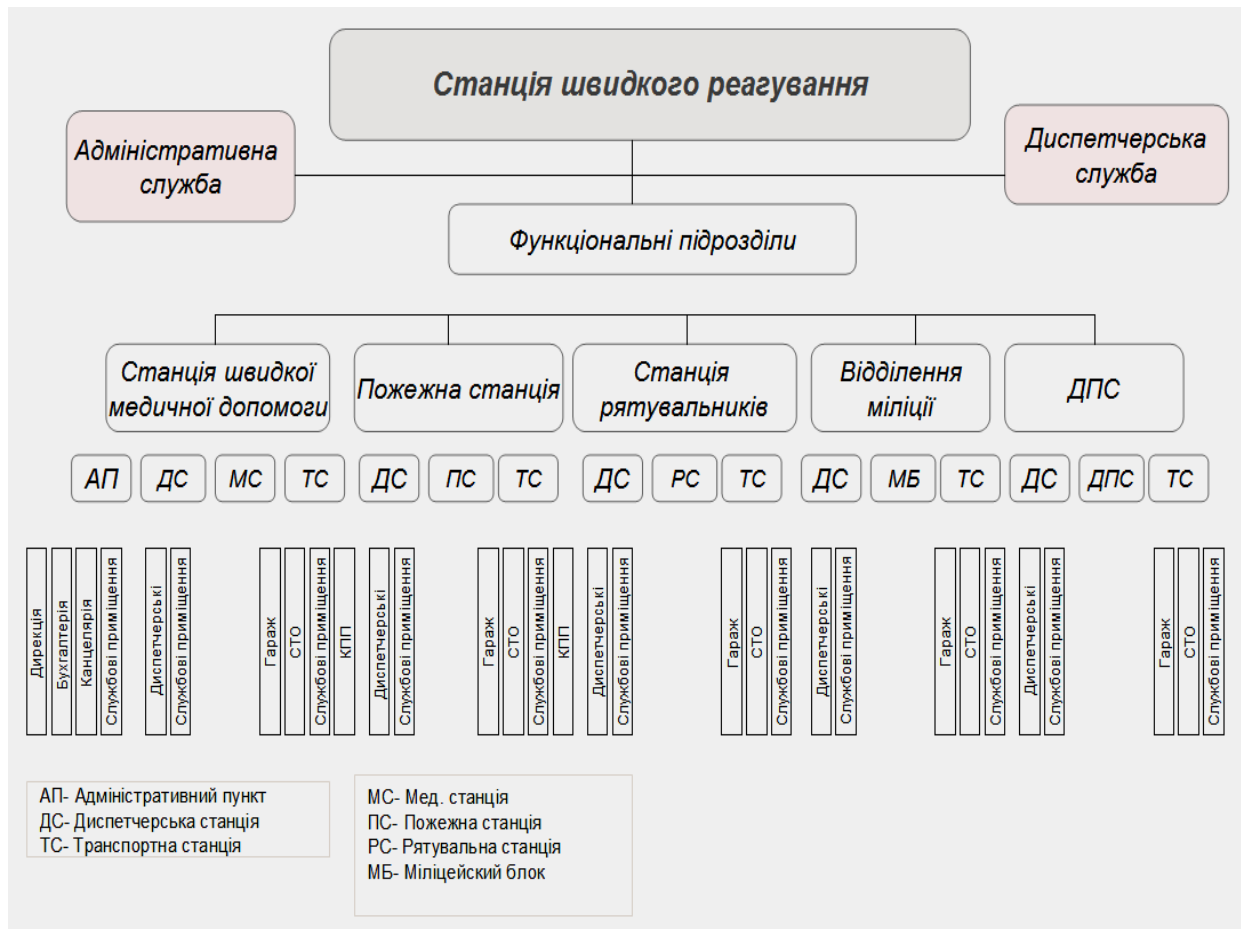 Станція швидкого реагування
Адміністративна
служба
Диспетчерська
служба
Функціональні підрозділи
Станція швидкої
медичної допомоги
Пожежна станція
Станція
рятувальників
Відділення
міліції
ДПС
АП
ДС
МС
ТС
ДС
ПС
ТС
ДС
РС
ТС
ДС
МБ
ТС
ДС
ДПС
ТС
Дирекція
Бухгалтерія
Канцелярія
Службові приміщення
Диспетчерські
Службові приміщення
Гараж
СТО
Службові приміщення
КПП
Диспетчерські
Службові приміщення
Гараж
СТО
Службові приміщення
КПП
Диспетчерські
Службові приміщення
Гараж
СТО
Службові приміщення
Диспетчерські
Службові приміщення
Гараж
СТО
Службові приміщення
Диспетчерські
Службові приміщення
Гараж
СТО
Службові приміщення
АП- Адміністративний пункт
ДС- Диспетчерська станція
ТС- Транспортна станція
МС- Мед. станція
ПС- Пожежна станція
РС- Рятувальна станція
МБ- Міліцейский блок